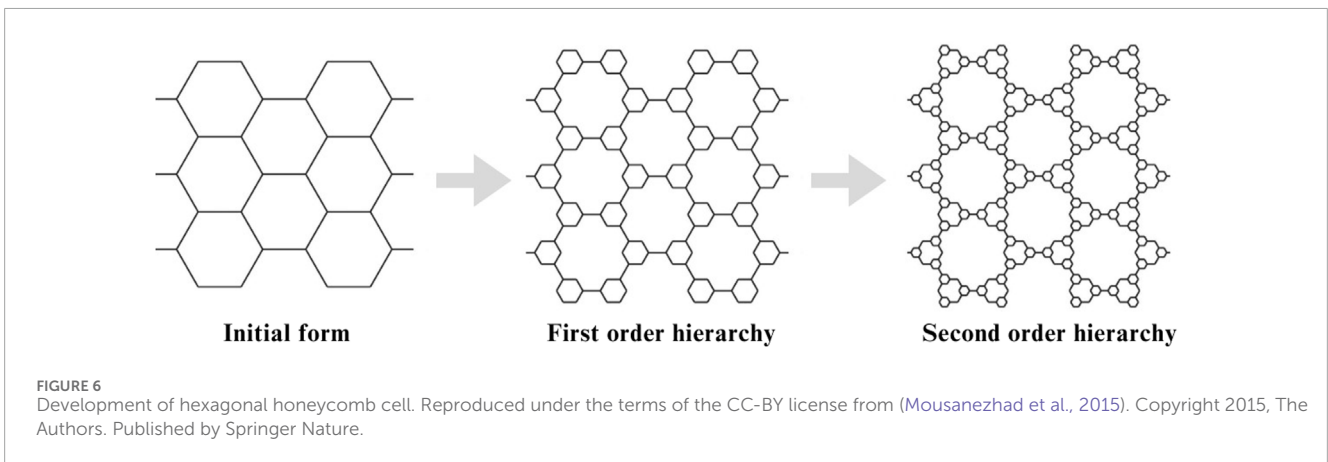 Initial form
First order hierarchy
Second order hierarchy
FIGURE 6
Development of hexagonal honeycomb cell. Reproduced under the terms of the CC-BY license from (Mousanezhad et al., 2015). Copyright 2015, The
Authors. Published by Springer Nature.